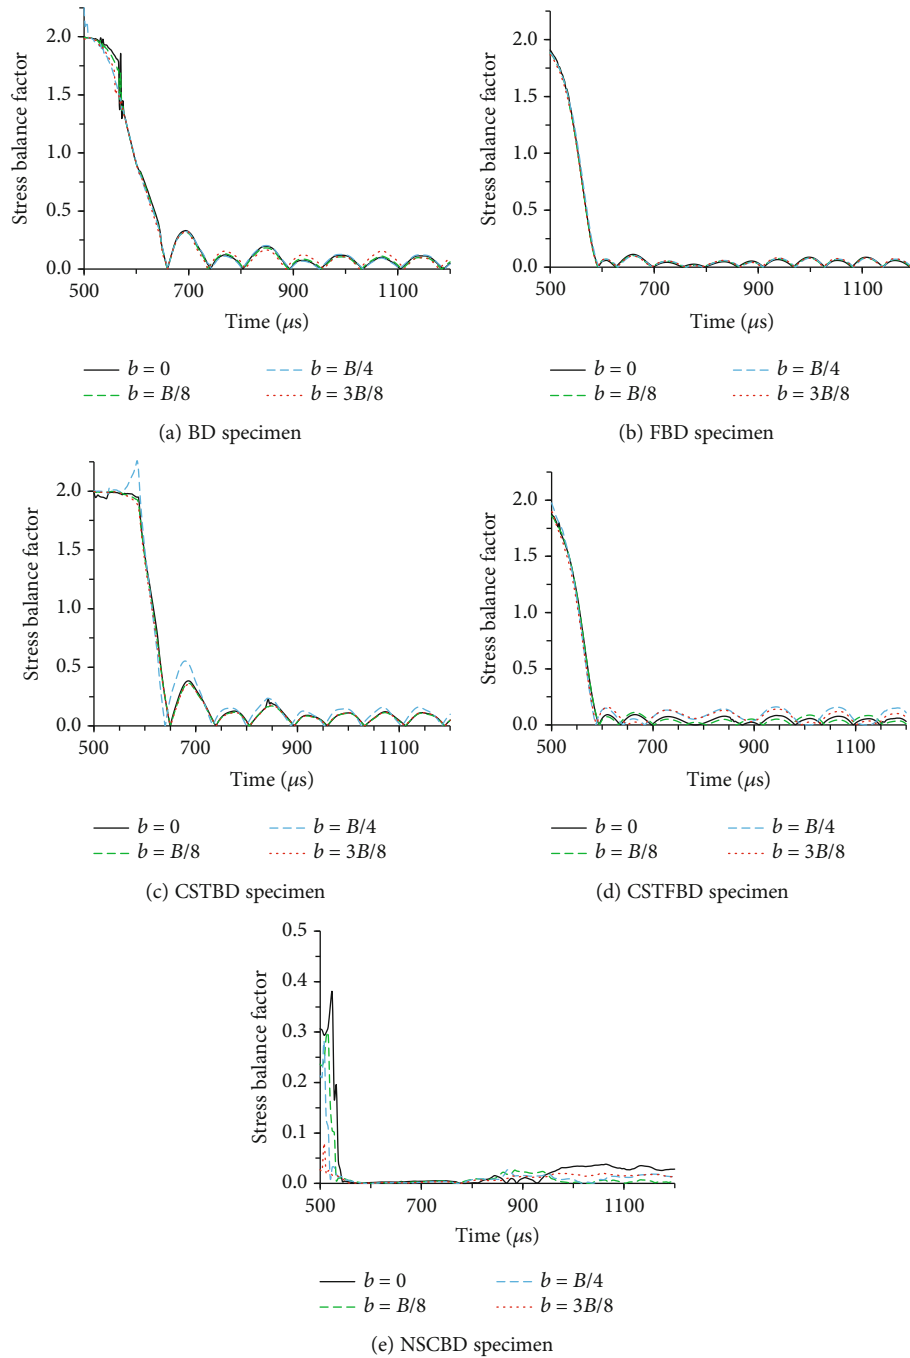 Stress balance factor
2.0
1.5
1.0
0.5
0.0
500 700 900 1100
Time (μs)
b = 0 b = B/4
b = B/8 b = 3B/8
(a) BD specimen
Stress balance factor
2.0
1.5
1.0
0.5
0.0
500 700 900 1100
Time (μs)
b = 0 b = B/4
b = B/8 b = 3B/8
(b) FBD specimen
Stress balance factor
2.0
1.5
1.0
0.5
0.0
500 700 900 1100
Time (μs)
b = 0 b = B/4
b = B/8 b = 3B/8
(c) CSTBD specimen
Stress balance factor
2.0
1.5
1.0
0.5
0.0
500 700 900 1100
Time (μs)
b = 0 b = B/4
b = B/8 b = 3B/8
(d) CSTFBD specimen
Stress balance factor
0.5
0.4
0.3
0.2
0.1
0.0
500 700 900 1100
Time (μs)
b = 0 b = B/4
b = B/8 b = 3B/8
(e) NSCBD specimen